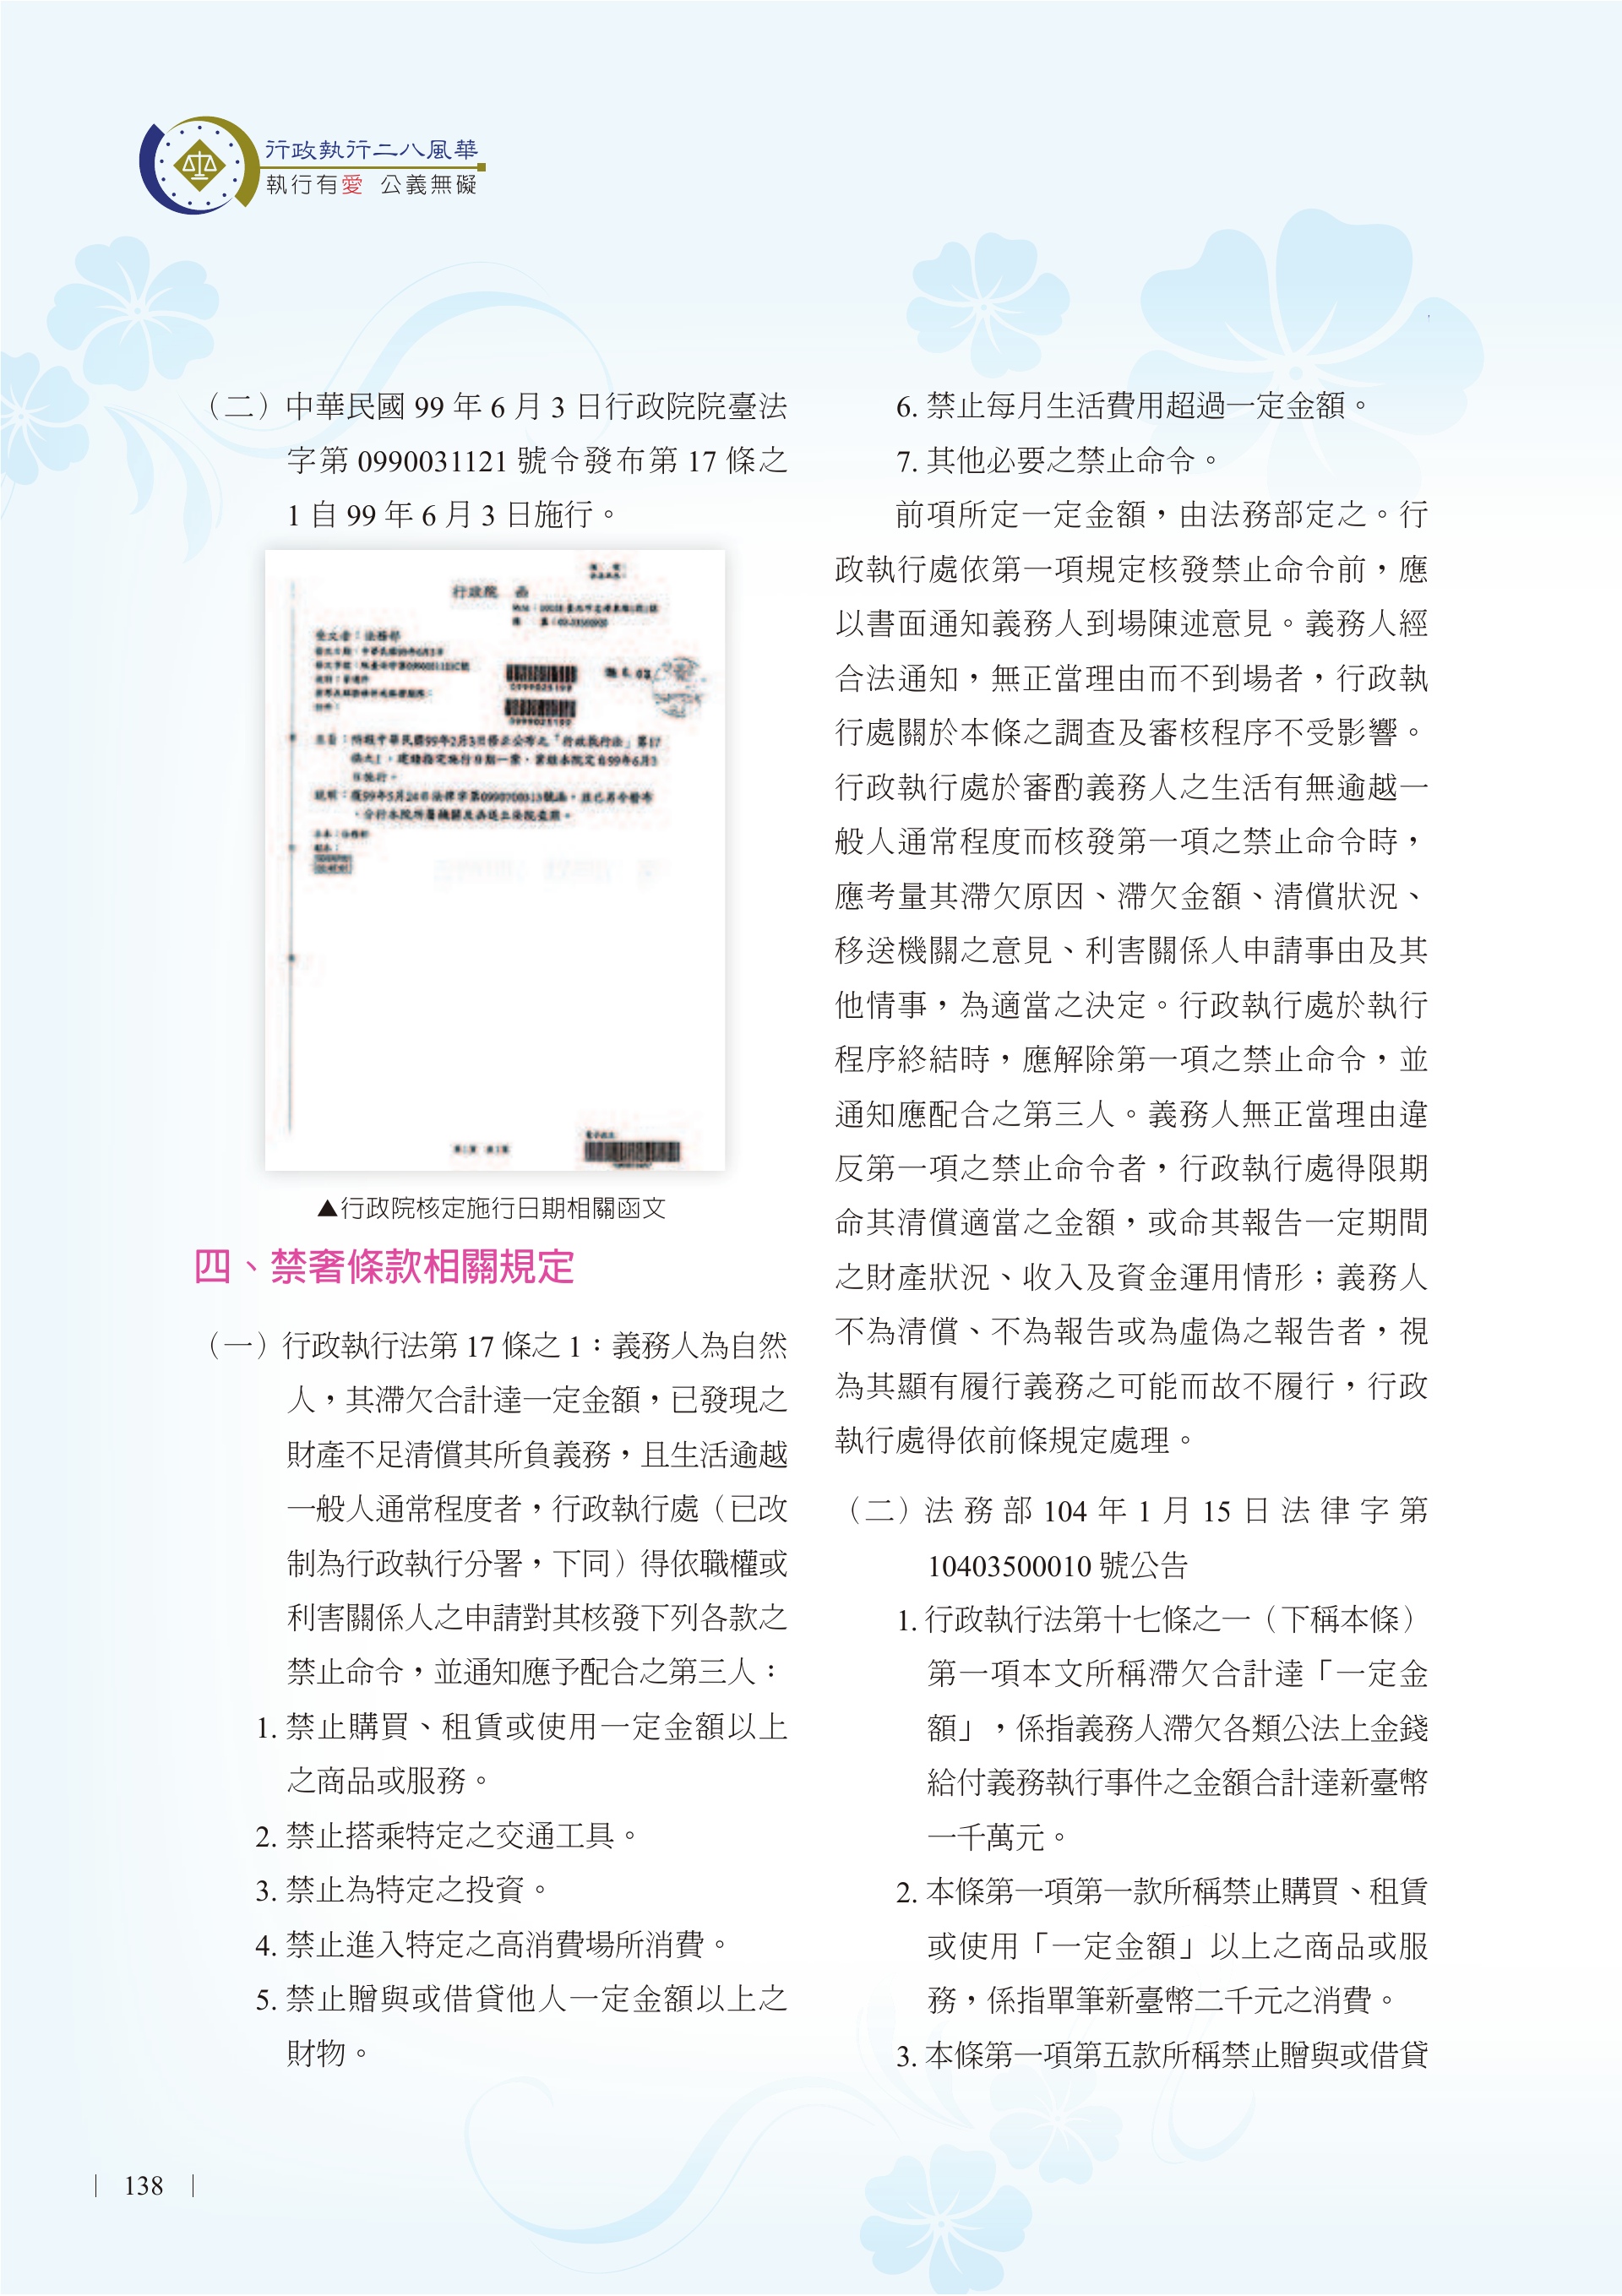 行政執行二八風華
執行有愛 公義無礙
（二）中華民國 99 年 6 月 3 日行政院院臺法
字第 0990031121 號令發布第 17 條之
1 自 99 年 6 月 3 日施行。
行政院 函
▲行政院核定施行日期相關函文
四、禁奢條款相關規定
（一）行政執行法第 17 條之 1：義務人為自然
人，其滯欠合計達一定金額，已發現之
財產不足清償其所負義務，且生活逾越
一般人通常程度者，行政執行處（已改
制為行政執行分署，下同）得依職權或
利害關係人之申請對其核發下列各款之
禁止命令，並通知應予配合之第三人：
1. 禁止購買、租賃或使用一定金額以上
之商品或服務。
2. 禁止搭乘特定之交通工具。
3. 禁止為特定之投資。
4. 禁止進入特定之高消費場所消費。
5. 禁止贈與或借貸他人一定金額以上之
財物。
6. 禁止每月生活費用超過一定金額。
7. 其他必要之禁止命令。
前項所定一定金額，由法務部定之。行
政執行處依第一項規定核發禁止命令前，應
以書面通知義務人到場陳述意見。義務人經
合法通知，無正當理由而不到場者，行政執
行處關於本條之調查及審核程序不受影響。
行政執行處於審酌義務人之生活有無逾越一
般人通常程度而核發第一項之禁止命令時，
應考量其滯欠原因、滯欠金額、清償狀況、
移送機關之意見、利害關係人申請事由及其
他情事，為適當之決定。行政執行處於執行
程序終結時，應解除第一項之禁止命令，並
通知應配合之第三人。義務人無正當理由違
反第一項之禁止命令者，行政執行處得限期
命其清償適當之金額，或命其報告一定期間
之財產狀況、收入及資金運用情形；義務人
不為清償、不為報告或為虛偽之報告者，視
為其顯有履行義務之可能而故不履行，行政
執行處得依前條規定處理。
（二）法務部 104 年 1 月 15 日法律字第
10403500010 號公告
1. 行政執行法第十七條之一（下稱本條）
第一項本文所稱滯欠合計達「一定金
額」，係指義務人滯欠各類公法上金錢
給付義務執行事件之金額合計達新臺幣
一千萬元。
2. 本條第一項第一款所稱禁止購買、租賃
或使用「一定金額」以上之商品或服
務，係指單筆新臺幣二千元之消費。
3. 本條第一項第五款所稱禁止贈與或借貸
138